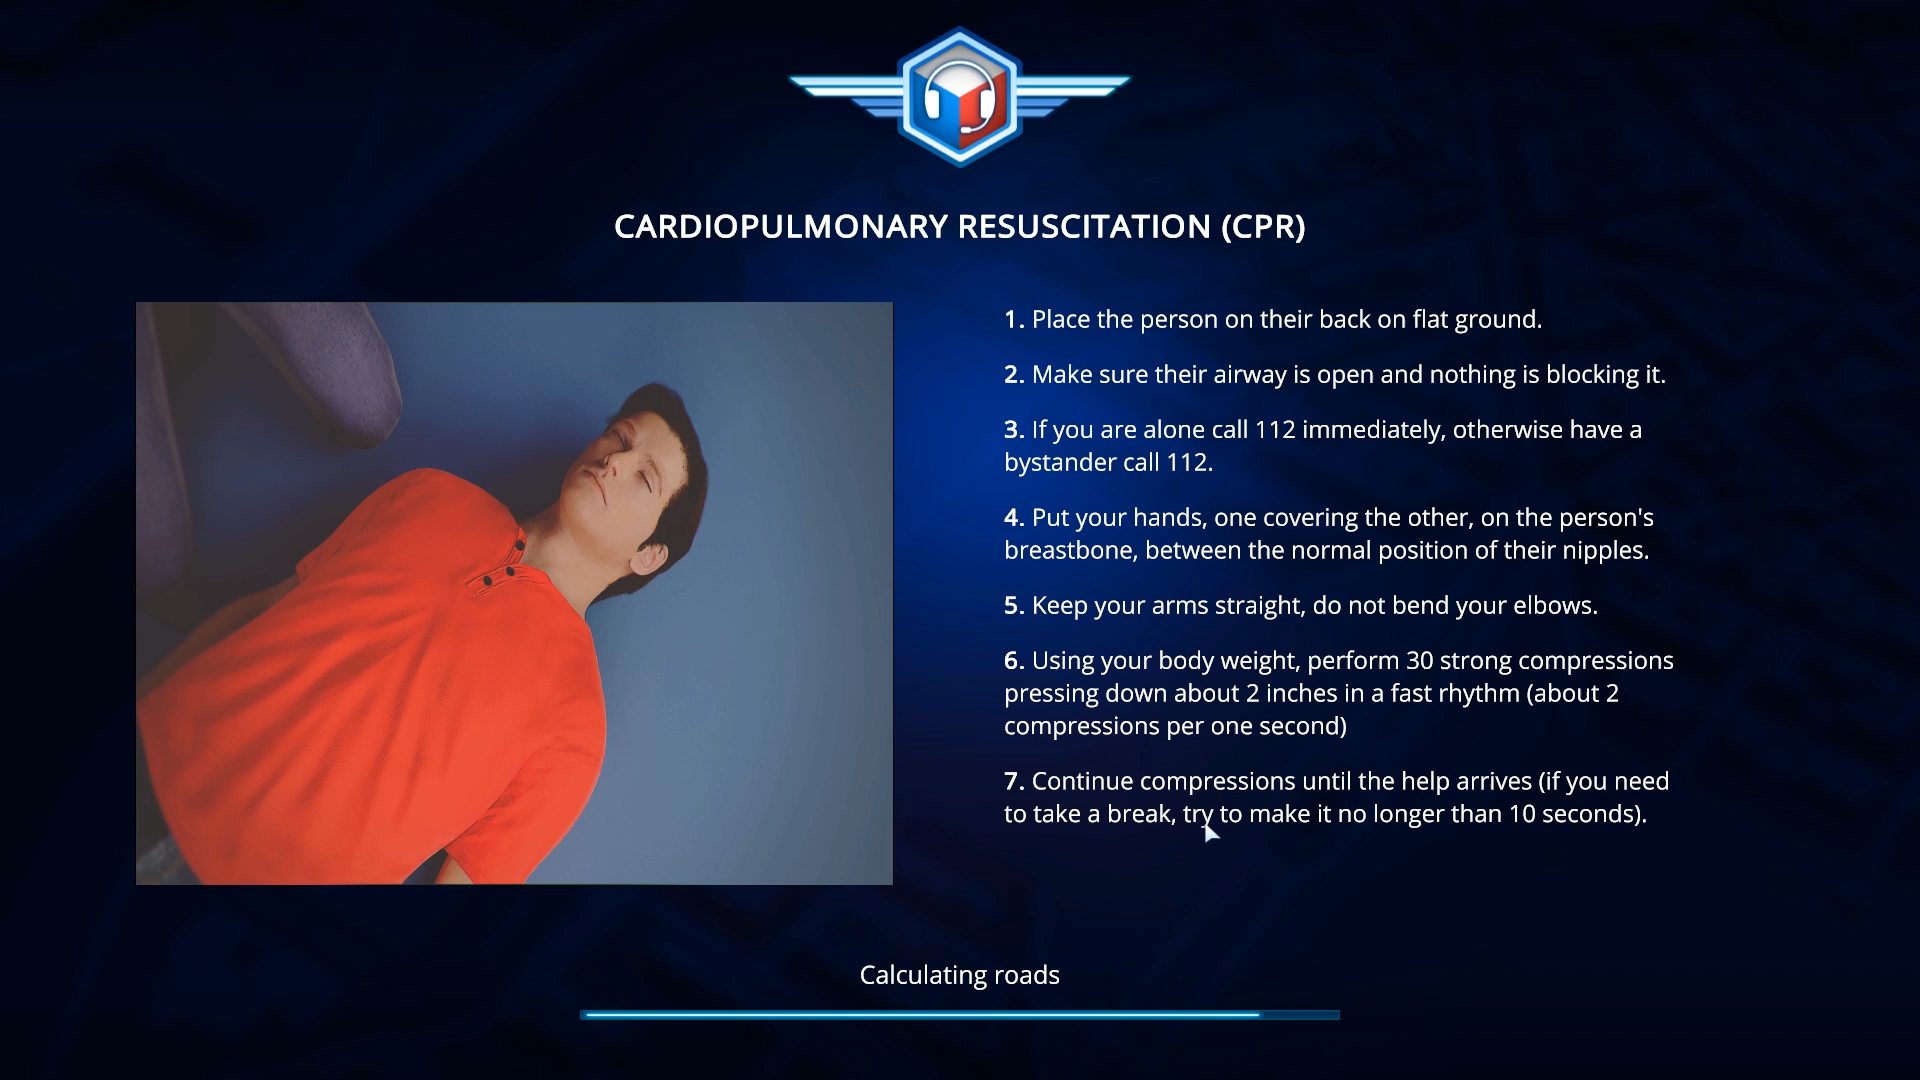 CARDIOPULMONARY RESUSCITATION (CPR)
1. Place the person on their back on flat ground.
2. Make sure their airway is open and nothing is blocking it.
3. If you are alone call 112 immediately, otherwise have a
bystander call 112.
4. Put your hands, one covering the other, on the person's
breastbone, between the normal position of their nipples.
5. Keep your arms straight, do not bend your elbows.
6. Using your body weight, perform 30 strong compressions
pressing down about 2 inches in a fast rhythm (about 2
compressions per one second)
7. Continue compressions until the help arrives (if you need
to take a break, try to make it no longer than 10 seconds).
Calculating roads